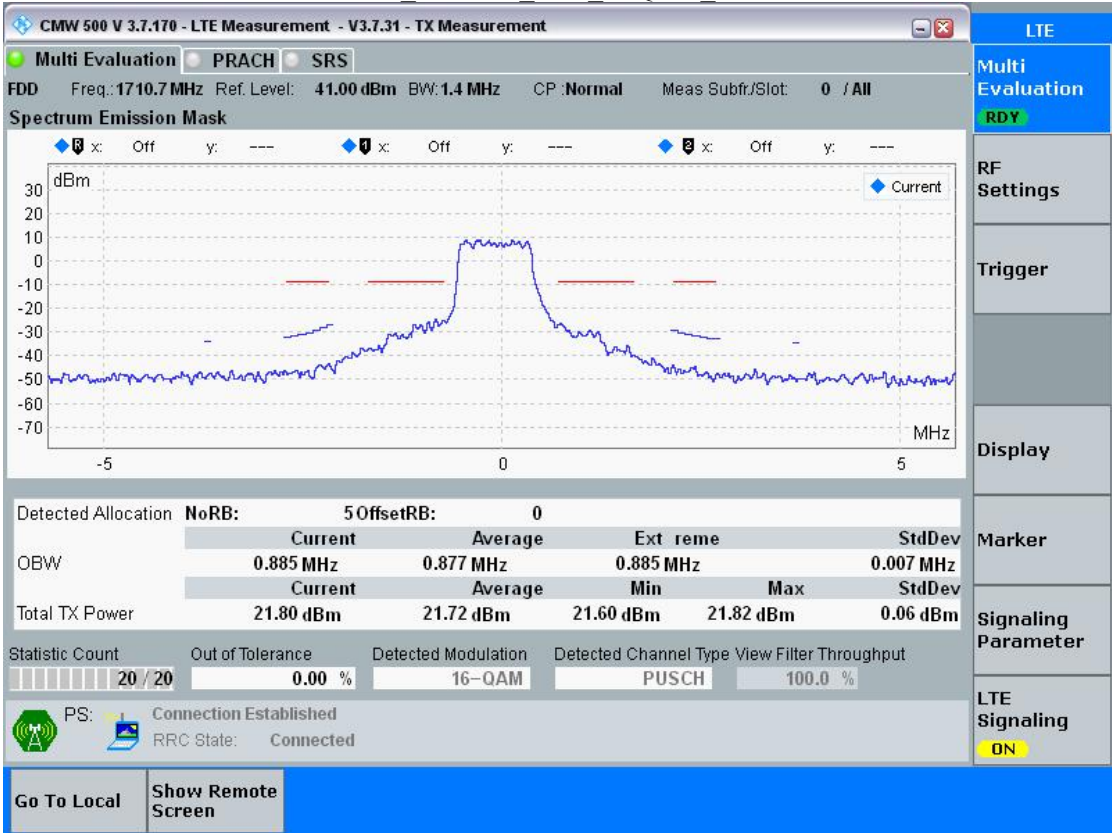 CMW 500 V 3.7.170 - LTE Measurement - V3.7.31 - TX Measurement
LTE
Multi Evaluation PRACH SRS
Multi
Evaluation
RDY
FDD Freq.: 1710.7 MHz Ref. Level: 41.00 dBm BW: 1.4 MHz CP : Normal Meas Subfr./Slot: 0 / All
Spectrum Emission Mask
R x: Off y: --- 1 x: Off y: --- 2 x: Off y: ---
dBm
Current
30
20
10
0
-10
-20
-30
-40
-50
-60
-70
MHz
-5 0 5
RF
Settings
Trigger
Display
Marker
Signaling
Parameter
LTE
Signaling
ON
Detected Allocation NoRB: 5 OffsetRB: 0
Current Average Ext reme StdDev
OBW 0.885 MHz 0.877 MHz 0.885 MHz 0.007 MHz
Current Average Min Max StdDev
Total TX Power 21.80 dBm 21.72 dBm 21.60 dBm 21.82 dBm 0.06 dBm
Statistic Count Out of Tolerance Detected Modulation Detected Channel Type View Filter Throughput
20 / 20 0.00 % 16-QAM PUSCH 100.0 %
PS: Connection Established
RRC State: Connected
Go To Local
Show Remote
Screen